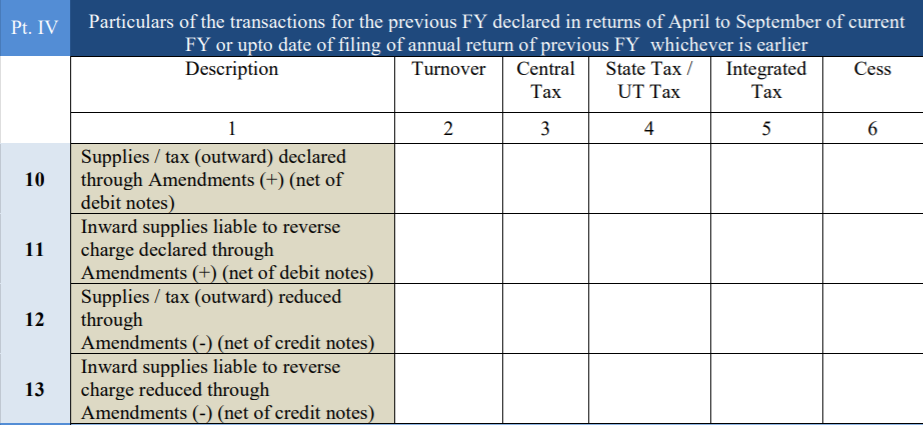 Pt. IV
Particulars of the transactions for the previous FY declared in returns of April to September of current
FY or upto date of filing of annual return of previous FY whichever is earlier
Description Turnover Central State Tax / Integrated Cess
Tax UT Tax Tax
1 2 3 4 5 6
10
Supplies / tax (outward) declared
through Amendments (+) (net of
debit notes)
11
Inward supplies liable to reverse
charge declared through
Amendments (+) (net of debit notes)
12
Supplies / tax (outward) reduced
through
Amendments (-) (net of credit notes)
13
Inward supplies liable to reverse
charge reduced through
Amendments (-) (net of credit notes)